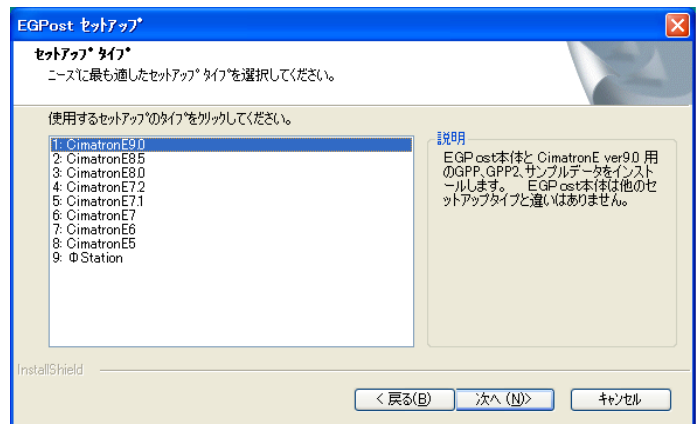 EGPost ｾｯﾄｱｯﾌﾟ
ｾｯﾄｱｯﾌﾟ ﾀｲﾌﾟ
ニーズに最も適したｾｯﾄｱｯﾌﾟ ﾀｲﾌﾟを選択してください。
使用するｾｯﾄｱｯﾌﾟのﾀｲﾌﾟをｸﾘｯｸしてください。
1: CimatronE9.0
2: CimatronE8.5
3: CimatronE8.0
4: CimatronE7.2
5: CimatronE7.1
6: CimatronE7
7: CimatronE6
8: CimatronE5
9: ΦStation
説明
EGPost本体と CimatronE ver9.0 用
のGPP、GPP2、サンプルデータをインスト
ールします。 EGPost本体は他のセ
ットアップタイプと違いはありません。
InstallShield
< 戻る(B)
次へ (N)>
ｷｬﾝｾﾙ